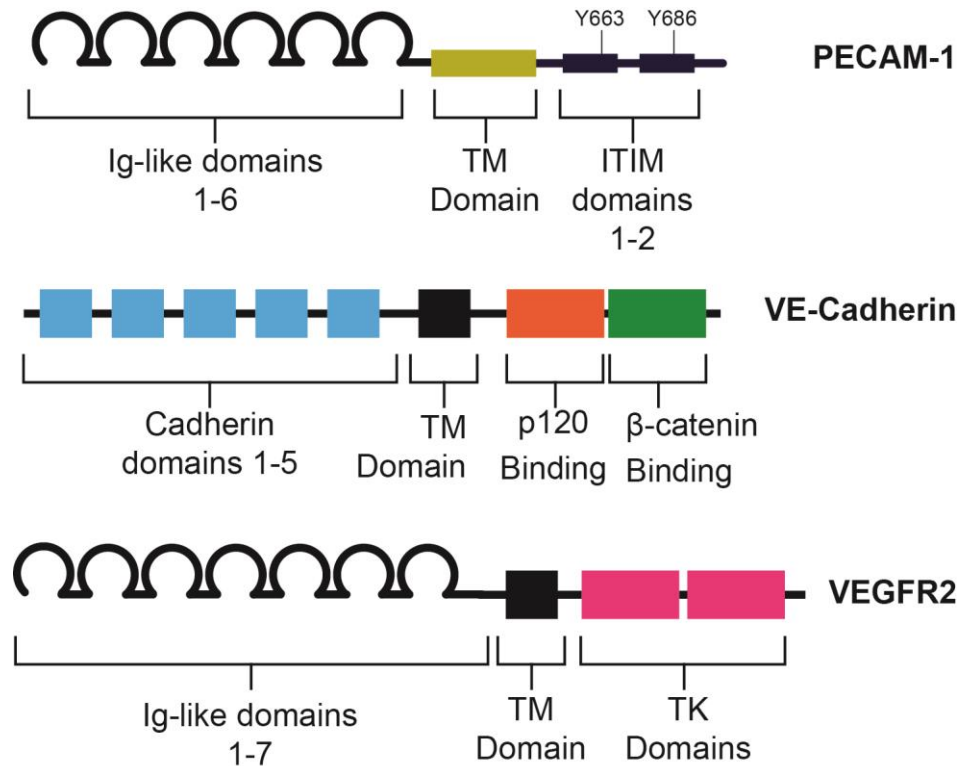 Y663 Y686
PECAM-1
Ig-like domains
1-6
TM
Domain
ITIM
domains
1-2
VE-Cadherin
Cadherin
domains 1-5
TM
Domain
p120
Binding
β-catenin
Binding
VEGFR2
Ig-like domains
1-7
TM
Domain
TK
Domains